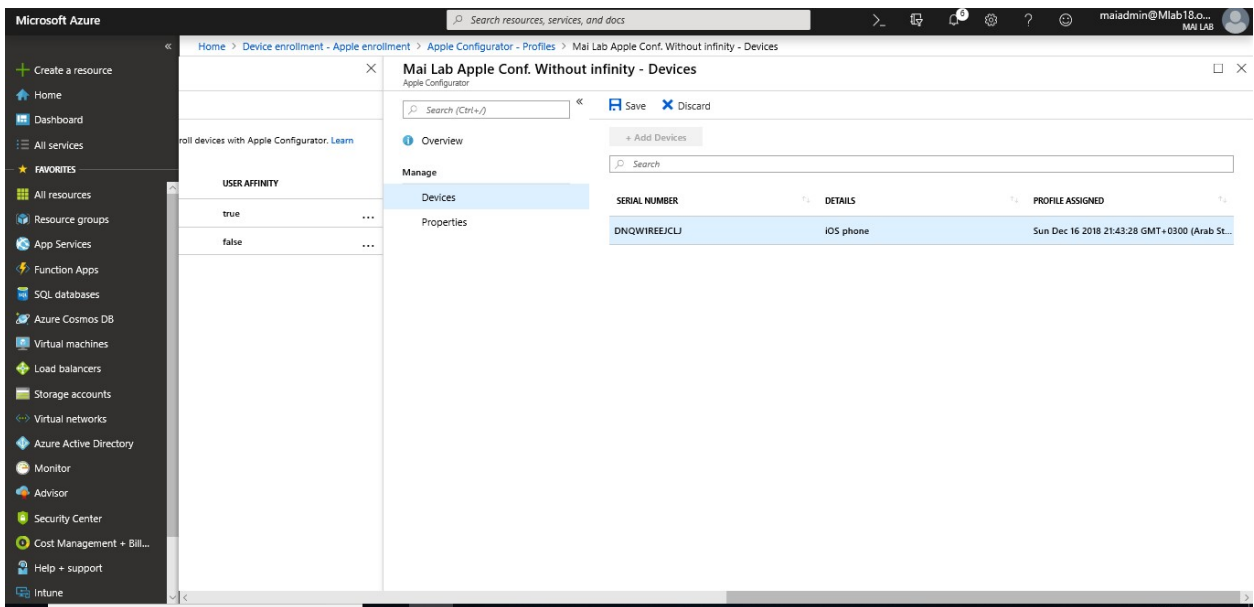 Microsoft Azure
Search resources, services, and docs
6
maiadmin@Mlab18.o...
MAI LAB
Home > Device enrollment - Apple enrollment > Apple Configurator - Profiles > Mai Lab Apple Conf. Without infinity - Devices
Create a resource
Home
Dashboard
All services
FAVORITES
All resources
Resource groups
App Services
Function Apps
SQL databases
Azure Cosmos DB
Virtual machines
Load balancers
Storage accounts
Virtual networks
Azure Active Directory
Monitor
Advisor
Security Center
Cost Management + Bill...
Help + support
Intune
roll devices with Apple Configurator. Learn
USER AFFINITY
true ...
false ...
Mai Lab Apple Conf. Without infinity - Devices
Apple Configurator
Search (Ctrl+/)
Overview
Manage
Devices
Properties
Save Discard
+ Add Devices
Search
SERIAL NUMBER DETAILS PROFILE ASSIGNED
DNQW1REEJCLJ iOS phone Sun Dec 16 2018 21:43:28 GMT+0300 (Arab St...